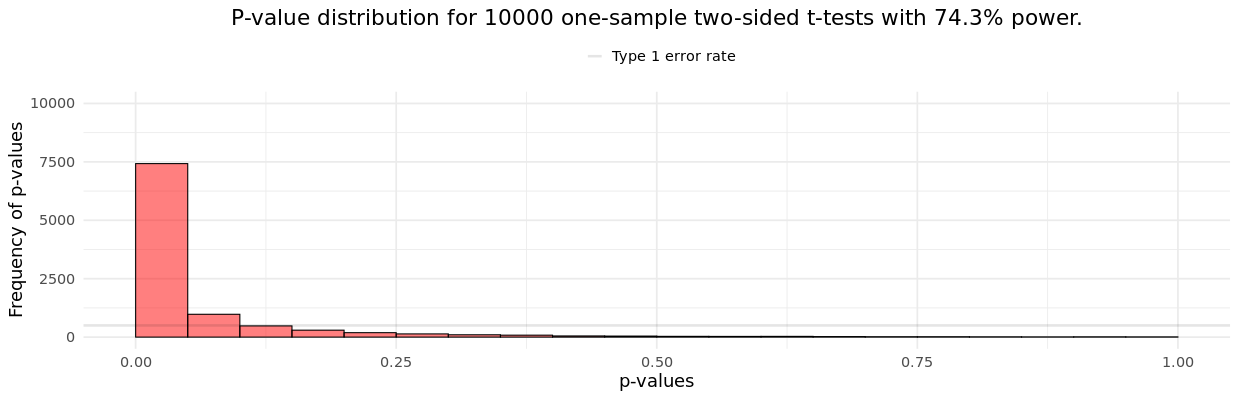 P-value distribution for 10000 one-sample two-sided t-tests with 74.3% power.
Type 1 error rate
Frequency of p-values
10000
7500
5000
2500
0
0.00 0.25 0.50 0.75 1.00
p-values